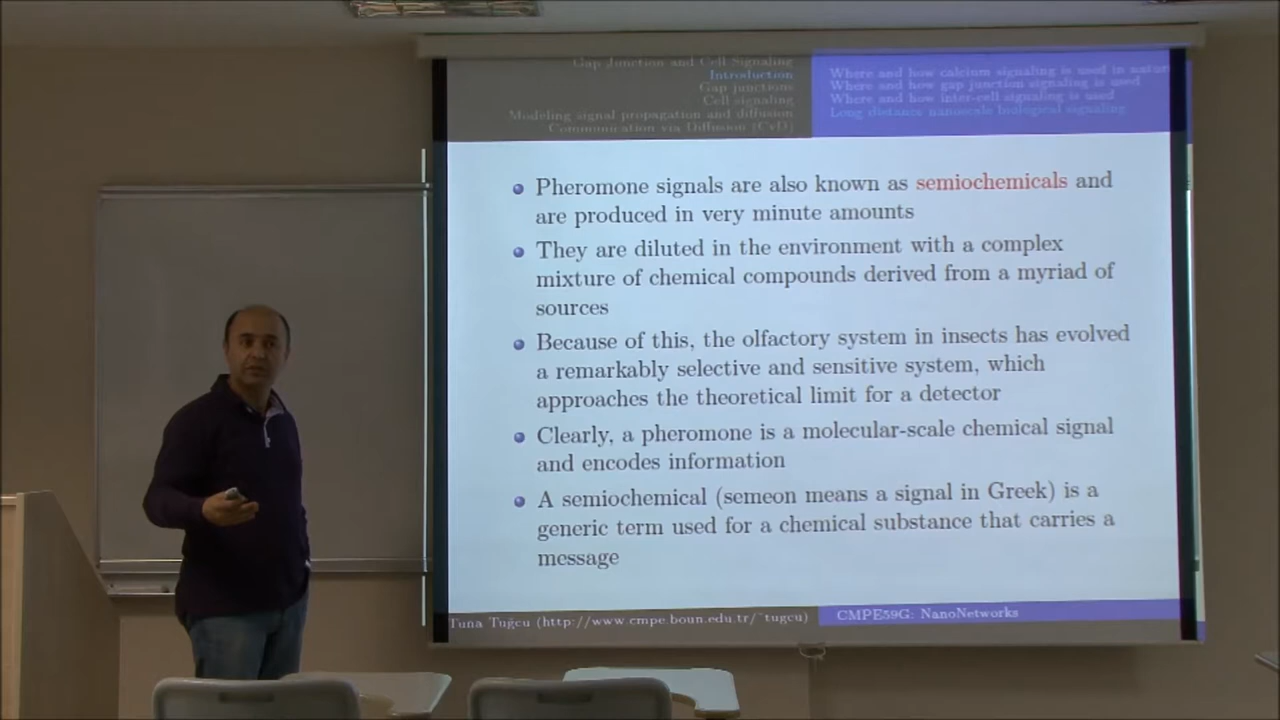 Gap Junction and Cell Signaling
Introduction
Gap junctions
Cell signaling
Modeling signal propagation and diffusion
Communication via Diffusion (CvD)
Where and how calcium signaling is used in natur
Where and how gap junction signaling is used
Where and how inter-cell signaling is used
Long distance nanoscale biological signaling
Pheromone signals are also known as semiochemicals and
are produced in very minute amounts
They are diluted in the environment with a complex
mixture of chemical compounds derived from a myriad of
sources
Because of this, the olfactory system in insects has evolved
a remarkably selective and sensitive system, which
approaches the theoretical limit for a detector
Clearly, a pheromone is a molecular-scale chemical signal
and encodes information
A semiochemical (semeon means a signal in Greek) is a
generic term used for a chemical substance that carries a
message
Tuna Tuğcu (http://www.cmpe.boun.edu.tr/~tugcu)
CMPE59G: NanoNetworks